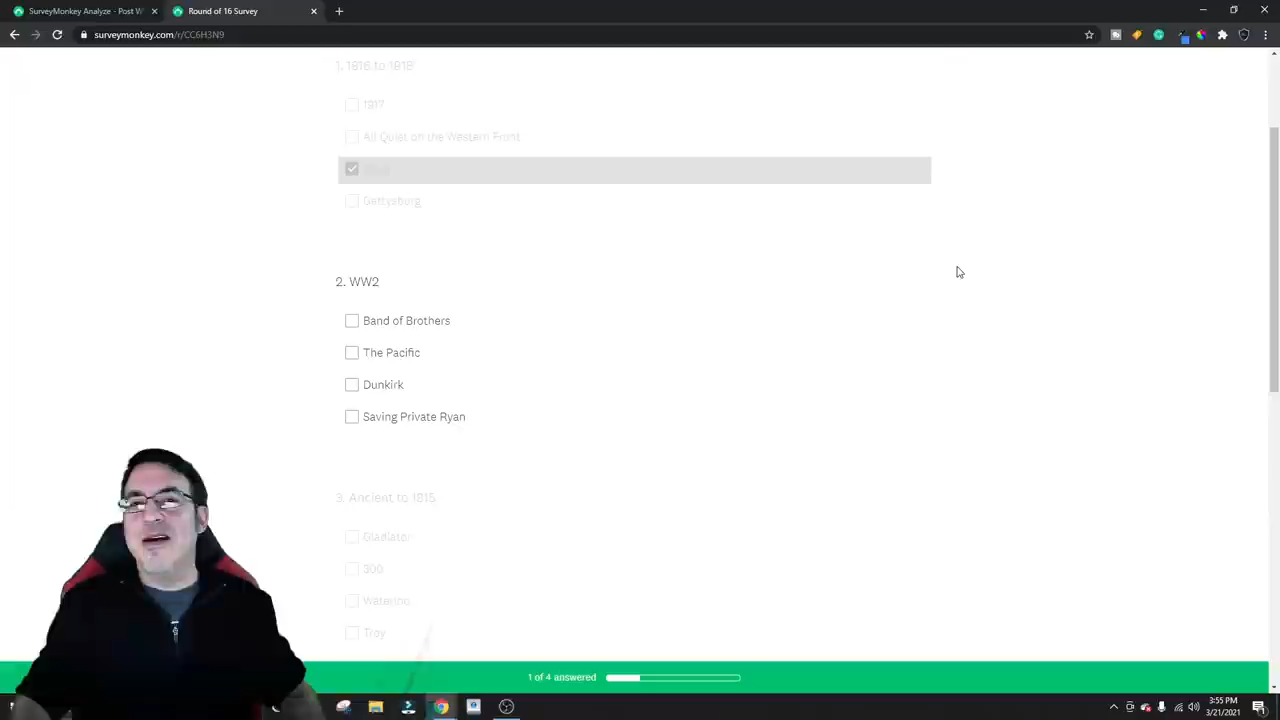 SurveyMonkey Analyze - Post W
Round of 16 Survey
surveymonkey.com/r/CC6H3N9
1. 1816 to 1918
1917
All Quiet on the Western Front
Gettysburg
2. WW2
Band of Brothers
The Pacific
Dunkirk
Saving Private Ryan
3. Ancient to 1815
Gladiator
300
Waterloo
Troy
1 of 4 answered
3:55 PM
3/21/2021